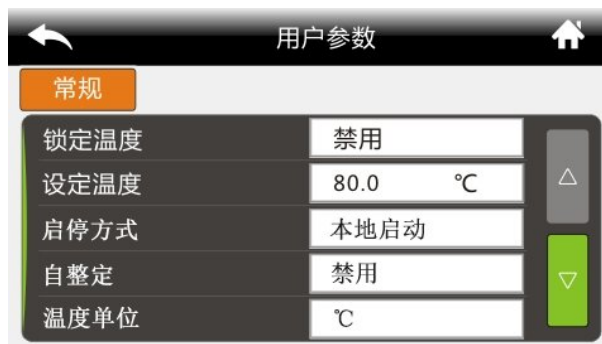 用户参数
常规
锁定温度 禁用
设定温度 80.0 ℃
启停方式 本地启动
自整定 禁用
温度单位 ℃